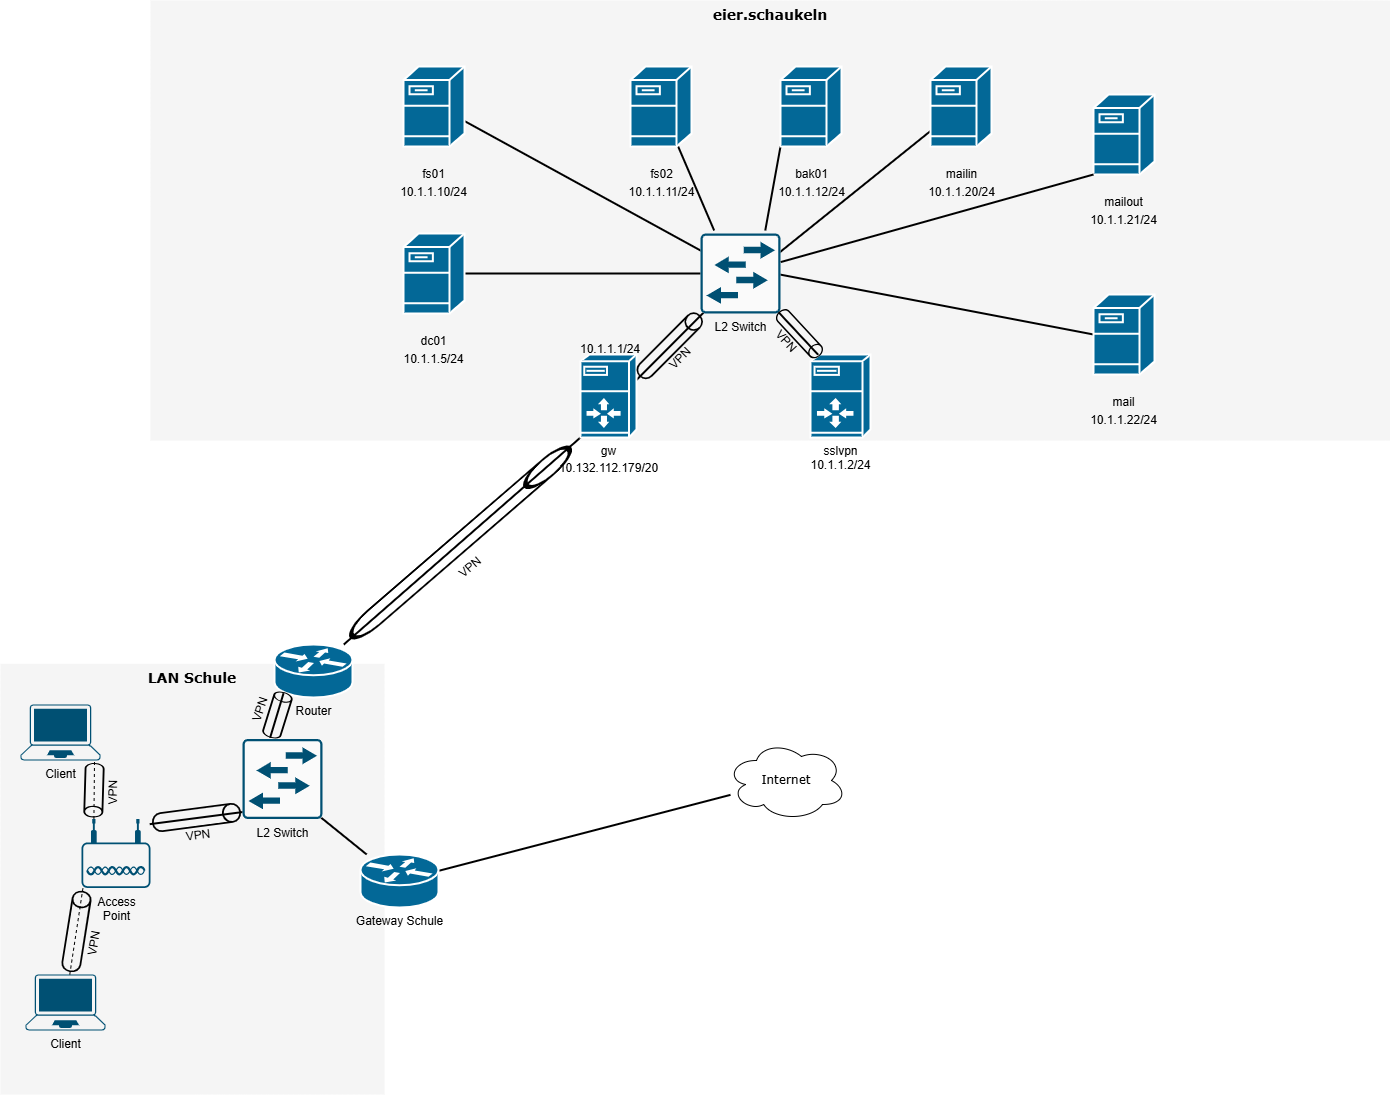 eier.schaukeln
fs01
10.1.1.10/24
fs02
10.1.1.11/24
bak01
10.1.1.12/24
mailin
10.1.1.20/24
mailout
10.1.1.21/24
dc01
10.1.1.5/24
L2 Switch
10.1.1.1/24
VPN
VPN
mail
10.1.1.22/24
gw
10.132.112.179/20
sslvpn
10.1.1.2/24
VPN
LAN Schule
VPN
Router
Client
VPN
VPN
L2 Switch
Internet
Access
Point
Gateway Schule
VPN
Client